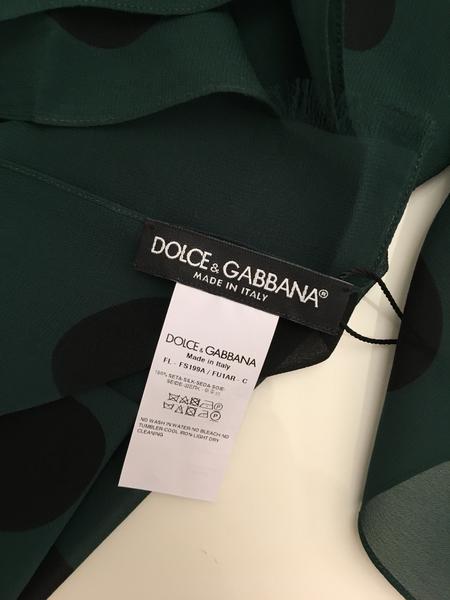 DOLCE & GABBANA®
MADE IN ITALY
DOLCE & GABBANA
Made in Italy
FL - FS199A / FU1AR - C
100% SETA-SILK-SEDA-SOIE-
SEIDE-
NO WASH IN WATER-NO BLEACH-NO
TUMBLER-COOL IRON-LIGHT DRY
CLEANING